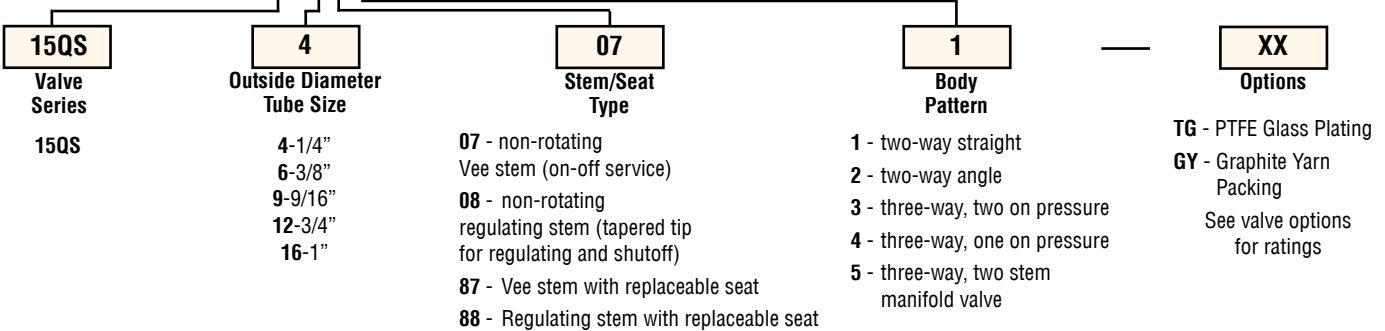 15QS
Valve
Series
15QS
4
Outside Diameter
Tube Size
4-1/4”
6-3/8”
9-9/16”
12-3/4”
16-1”
07
Stem/Seat
Type
07 - non-rotating
Vee stem (on-off service)
08 - non-rotating
regulating stem (tapered tip
for regulating and shutoff)
87 - Vee stem with replaceable seat
88 - Regulating stem with replaceable seat
1
Body
Pattern
1 - two-way straight
2 - two-way angle
3 - three-way, two on pressure
4 - three-way, one on pressure
5 - three-way, two stem
manifold valve
XX
Options
TG - PTFE Glass Plating
GY - Graphite Yarn
Packing
See valve options
for ratings